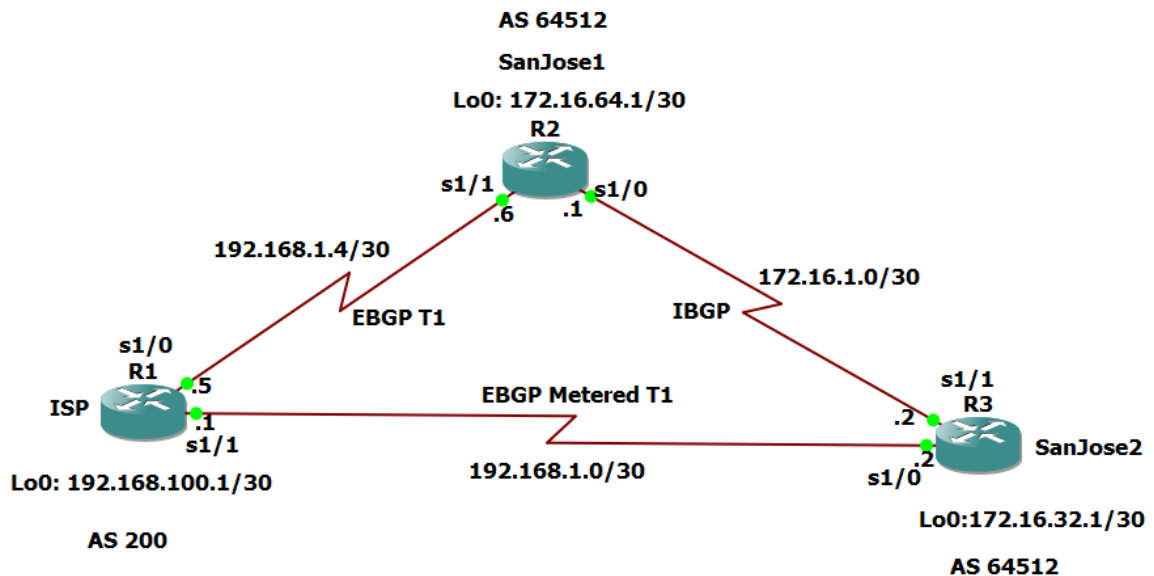 AS 64512
SanJose1
Lo0: 172.16.64.1/30
R2
s1/1
s1/0
.6
.1
192.168.1.4/30
172.16.1.0/30
IBGP
EBGP T1
s1/0
R1
.5
ISP
.1
s1/1
EBGP Metered T1
192.168.1.0/30
s1/1
R3
.2
.2
s1/0
SanJose2
Lo0: 192.168.100.1/30
Lo0:172.16.32.1/30
AS 200
AS 64512